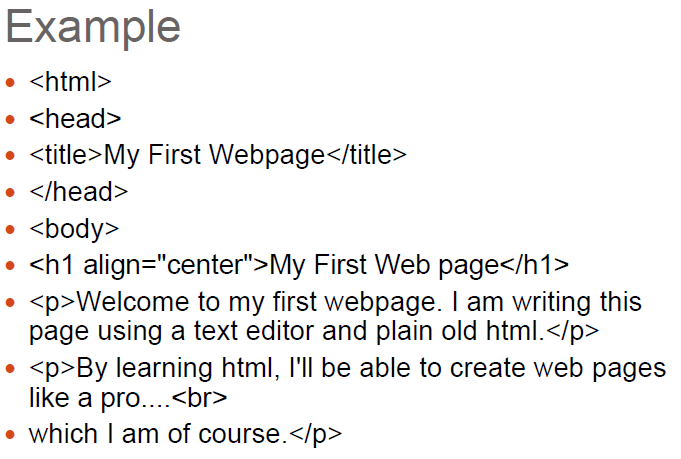 Example
• <html>
• <head>
• <title>My First Webpage</title>
• </head>
• <body>
• <h1 align="center">My First Web page</h1>
• <p>Welcome to my first webpage. I am writing this
page using a text editor and plain old html.</p>
• <p>By learning html, I'll be able to create web pages
like a pro....<br>
• which I am of course.</p>